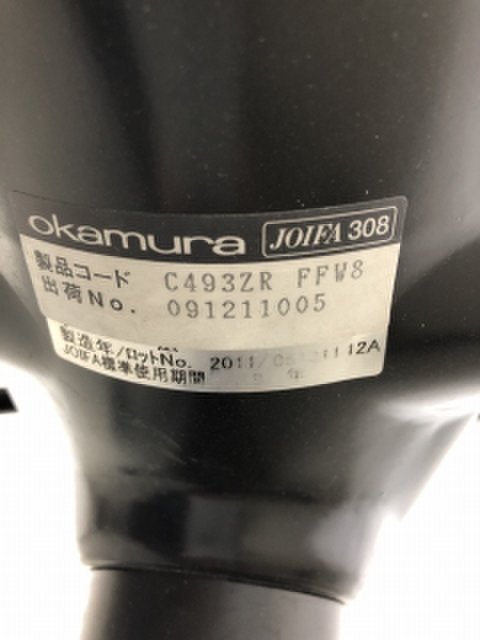 okamura JOIFA 308
製品コード C493ZR FFW8
出荷No. 091211005
製造年/ロットNo. 2011/
JOIFA標準使用期間 年